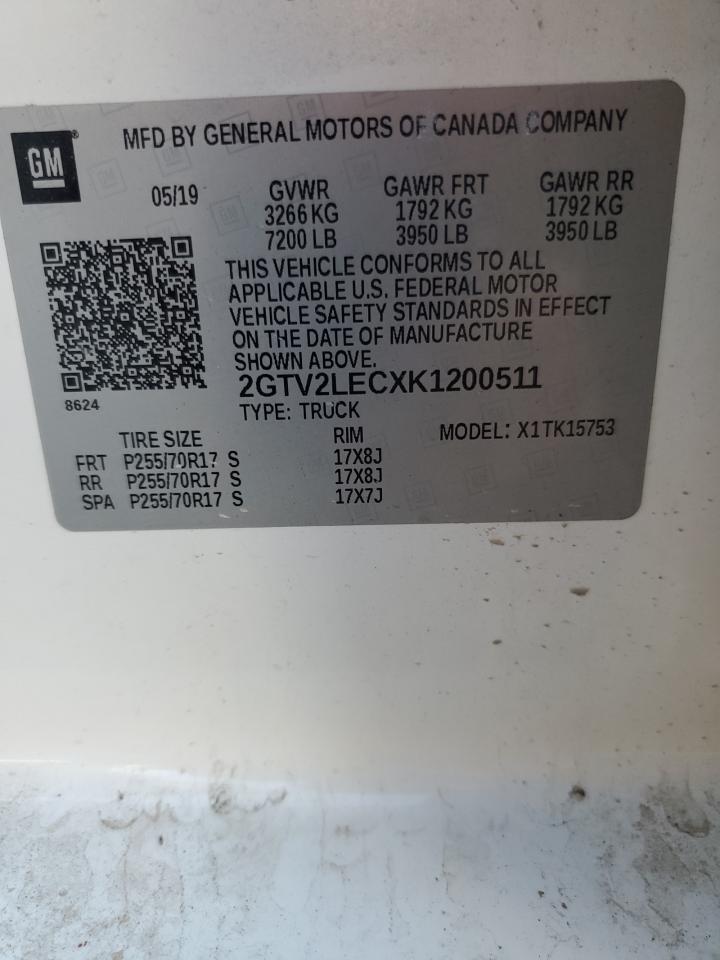 GM
MFD BY GENERAL MOTORS OF CANADA COMPANY
05/19 GVWR GAWR FRT GAWR RR
3266 KG 1792 KG 1792 KG
7200 LB 3950 LB 3950 LB
THIS VEHICLE CONFORMS TO ALL
APPLICABLE U.S. FEDERAL MOTOR
VEHICLE SAFETY STANDARDS IN EFFECT
ON THE DATE OF MANUFACTURE
SHOWN ABOVE.
2GTV2LECXK1200511
8624
TYPE: TRUCK
TIRE SIZE RIM MODEL: X1TK15753
FRT P255/70R17 S 17X8J
RR P255/70R17 S 17X8J
SPA P255/70R17 S 17X7J